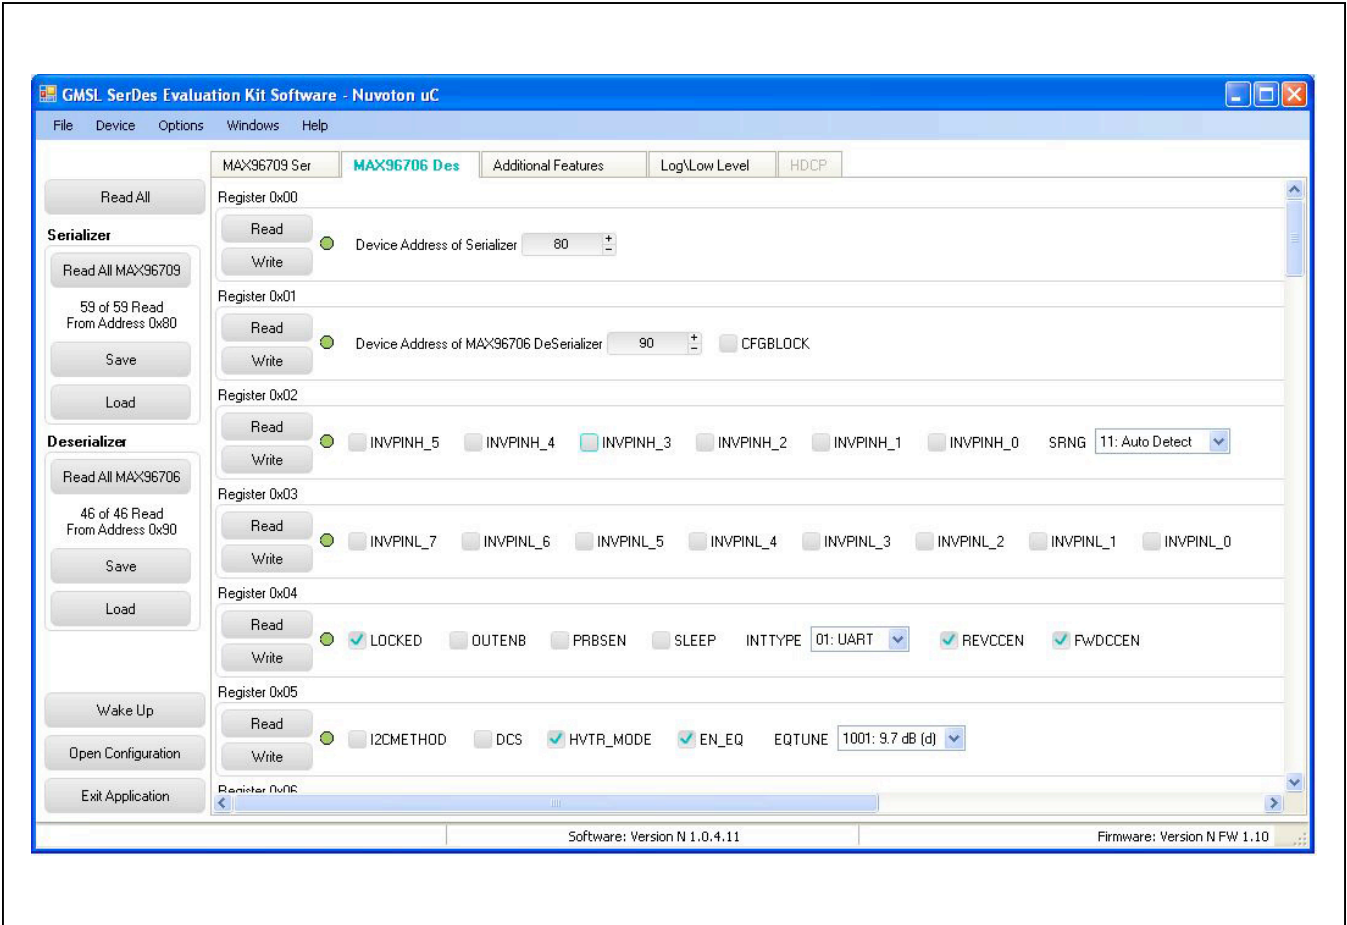 GMSL SerDes Evaluation Kit Software - Nuvoton uC
File Device Options Windows Help
MAX96709 Ser MAX96706 Des Additional Features Log\Low Level HDCP
Read All
Serializer
Read All MAX96709
59 of 59 Read
From Address 0x80
Save
Load
Deserializer
Read All MAX96706
46 of 46 Read
From Address 0x90
Save
Load
Wake Up
Open Configuration
Exit Application
Register 0x00
Read
Write
Device Address of Serializer 80 + -
Register 0x01
Read
Write
Device Address of MAX96706 DeSerializer 90 + - CFGBLOCK
Register 0x02
Read
Write
INVPINH_5 INVPINH_4 INVPINH_3 INVPINH_2 INVPINH_1 INVPINH_0 SRNG 11: Auto Detect
Register 0x03
Read
Write
INVPINL_7 INVPINL_6 INVPINL_5 INVPINL_4 INVPINL_3 INVPINL_2 INVPINL_1 INVPINL_0
Register 0x04
Read
Write
LOCKED OUTENB PRBSEN SLEEP INTTYPE 01: UART REVCCEN FWDCCEN
Register 0x05
Read
Write
I2CMETHOD DCS HVTR_MODE EN_EQ EQTUNE 1001: 9.7 dB (d)
Register 0x06
Software: Version N 1.0.4.11
Firmware: Version N FW 1.10